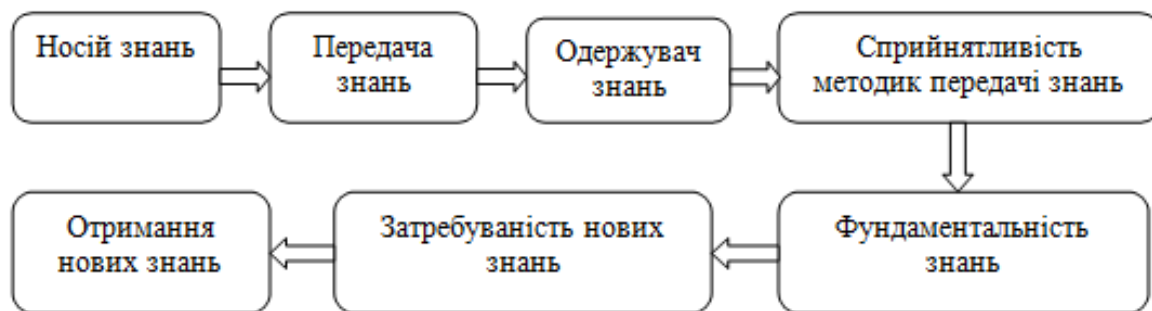 Носій знань
Передача
знань
Одержувач
знань
Сприйнятливість
методик передачі знань
Фундаментальність
знань
Затребуваність нових
знань
Отримання
нових знань